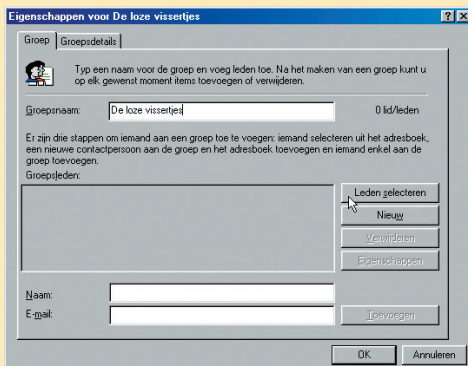 Eigenschappen voor De loze vissertjes
Groep Groepsdetails
Typ een naam voor de groep en voeg leden toe. Na het maken van een groep kunt u
op elk gewenst moment items toevoegen of verwijderen.
Groepsnaam: De loze vissertjes 0 lid/leden
Er zijn drie stappen om iemand aan een groep toe te voegen: iemand selecteren uit het adresboek,
een nieuwe contactpersoon aan de groep en het adresboek toevoegen en iemand enkel aan de
groep toevoegen.
Groepsleden:
Leden selecteren
Nieuw
Verwijderen
Eigenschappen
Naam:
E-mail: Toevoegen
OK Annuleren